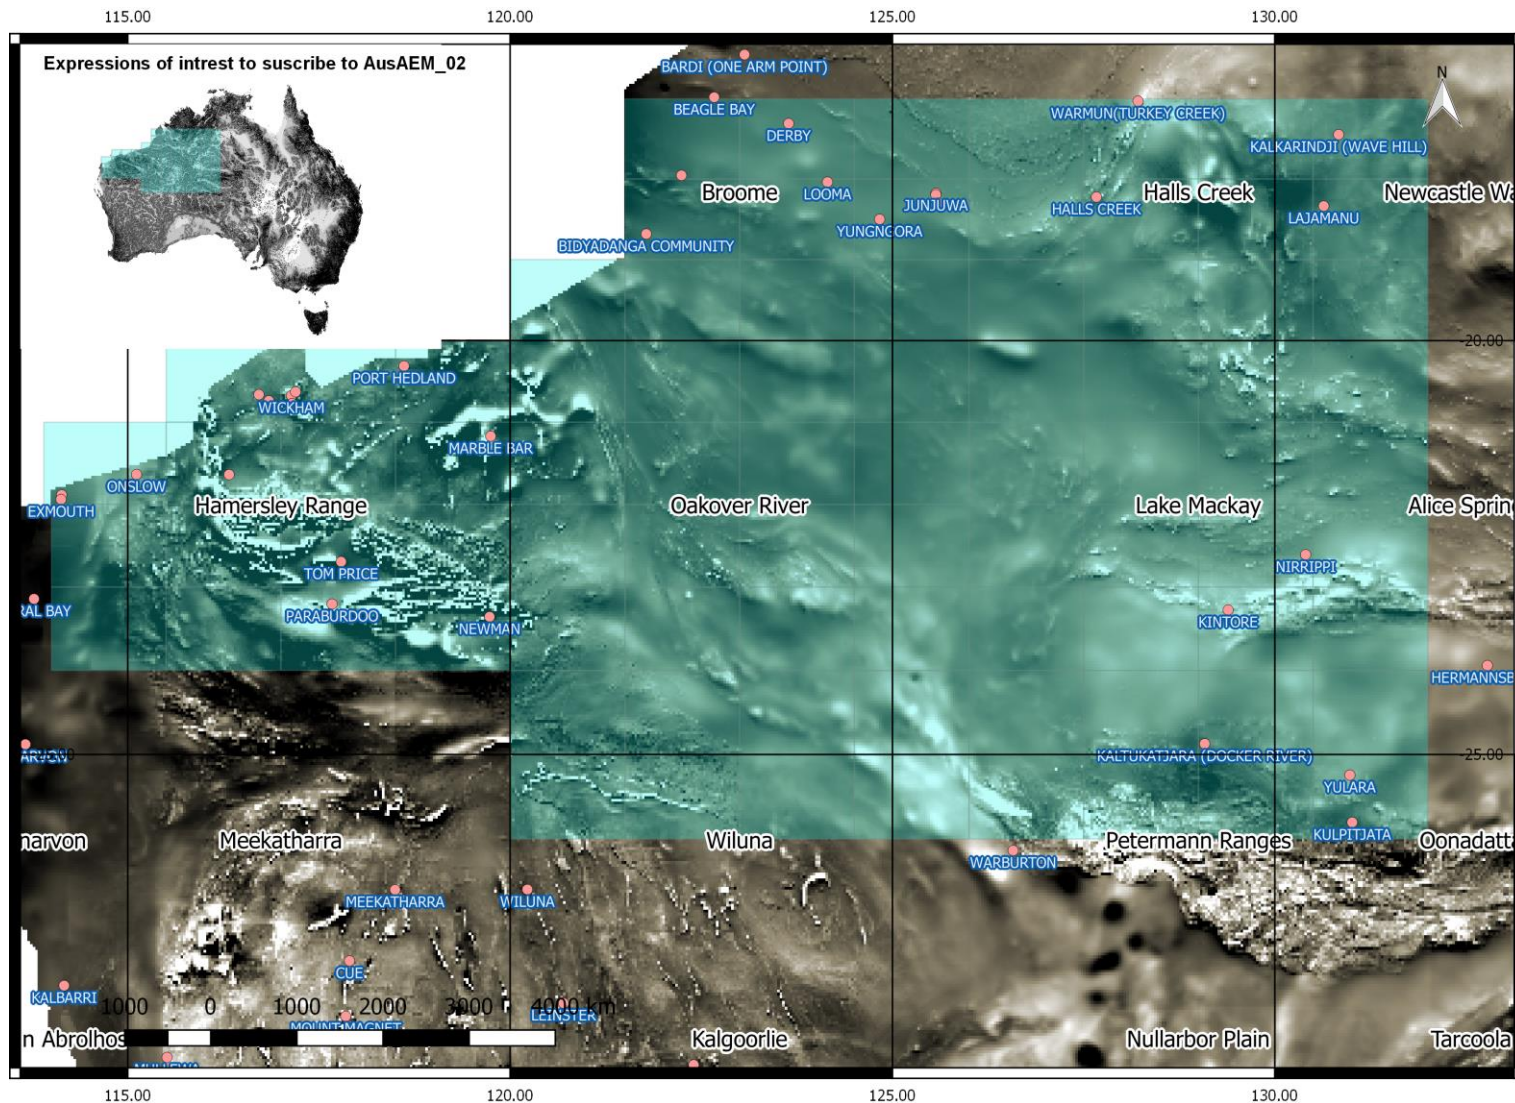 115.00 120.00 125.00 130.00
Expressions of intrest to suscribe to AusAEM_02
N
BARDI (ONE ARM POINT)
BEAGLE BAY
WARMUN(TURKEY CREEK)
DERBY
KALKARINDJI (WAVE HILL)
Broome
LOOMA
JUNJUWA
HALLS CREEK
Halls Creek
Newcastle Wa
LAJAMANU
YUNGNGORA
BIDYADANGA COMMUNITY
-20.00
PORT HEDLAND
WICKHAM
MARBLE BAR
ONSLOW
EXMOUTH
Hamersley Range
Oakover River
Lake Mackay
Alice Spring
NIRRIPPI
TOM PRICE
RAL BAY
PARABURDOO
NEWMAN
KINTORE
HERMANNSB
ARVON
KALTUKATJARA (DOCKER RIVER)
-25.00
YULARA
narvon
Meekatharra
Wiluna
Petermann Ranges
KULPITJATA
Oonadatta
WARBURTON
MEEKATHARRA
WILUNA
CUE
KALBARRI
1000 0 1000 2000 3000 4000 km
LEINSTER
MOUNT MAGNET
n Abrolhos
Kalgoorlie
Nullarbor Plain
Tarcoola
MULLEWA
115.00 120.00 125.00 130.00